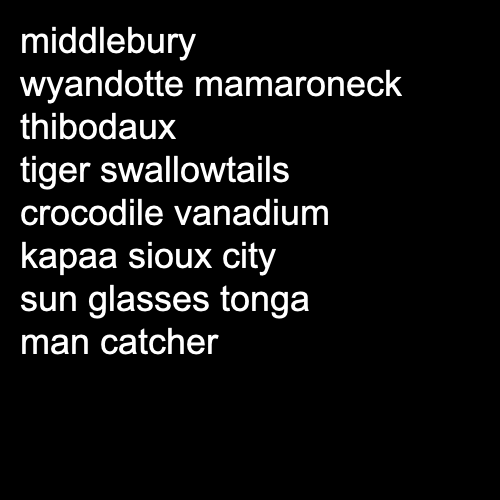 middlebury
wyandotte mamaroneck
thibodaux
tiger swallowtails
crocodile vanadium
kapaa sioux city
sun glasses tonga
man catcher